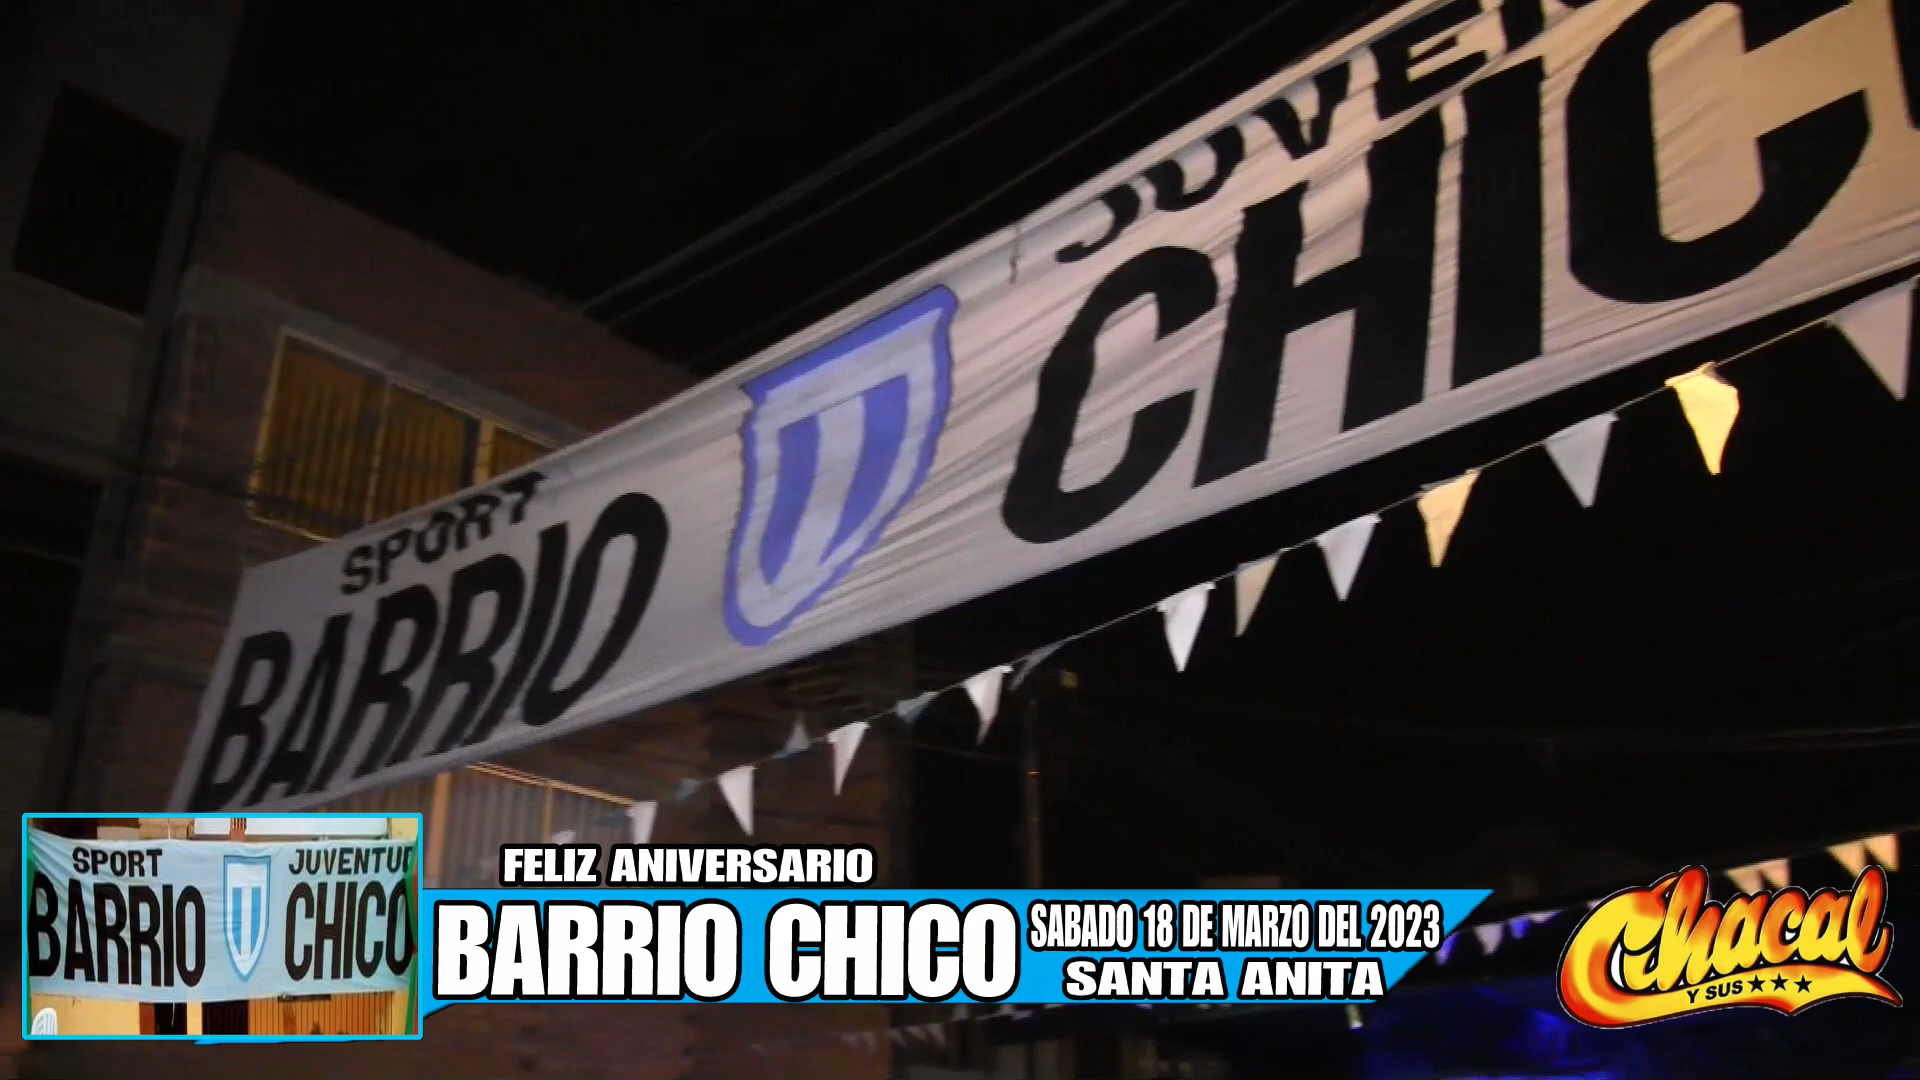 SPORT
BARRIO
JUVE
CHIC
SPORT
BARRIO
JUVENTUD
CHICO
FELIZ ANIVERSARIO
BARRIO CHICO
SABADO 18 DE MARZO DEL 2023
SANTA ANITA
Chacal
Y SUS ★★★